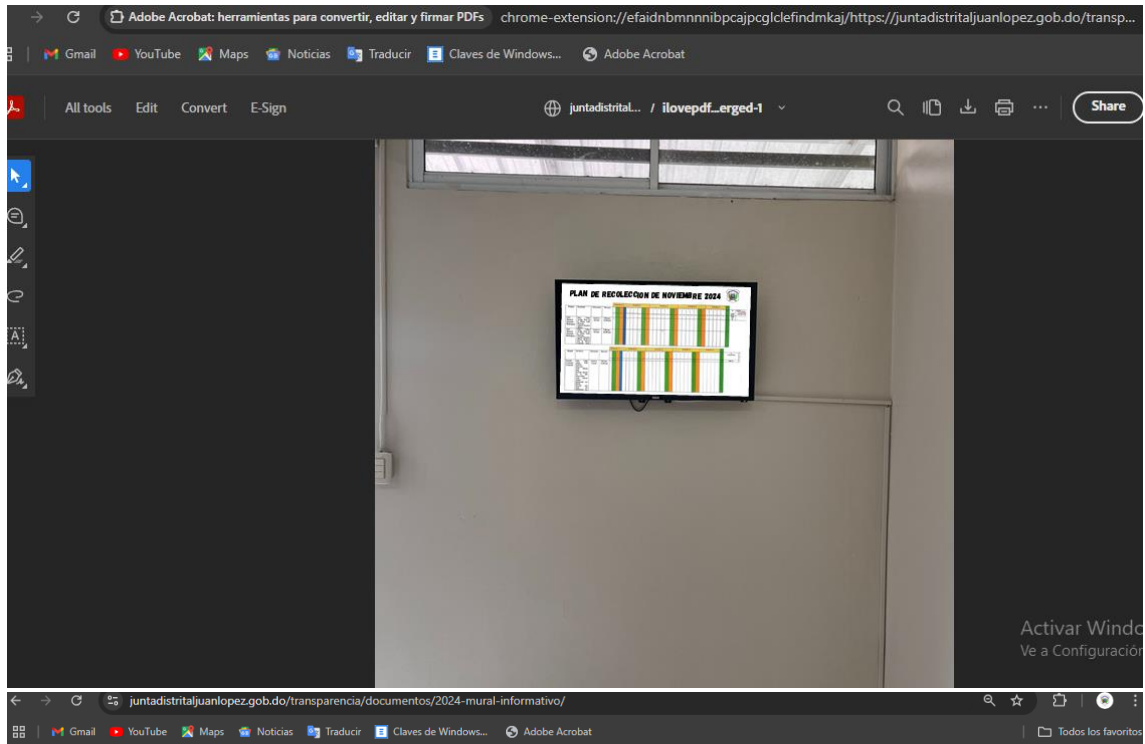 Adobe Acrobat: herramientas para convertir, editar y firmar PDFs chrome-extension://efaidnbmnnnibpcajpcglclefindmkaj/https://juntadistritaljuanlopez.gob.do/transp...
Gmail YouTube Maps Noticias Traducir Claves de Windows... Adobe Acrobat
All tools Edit Convert E-Sign juntadistrital... / ilovepdf_erged-1 Share
PLAN DE RECOLECCION DE NOVIEMBRE 2024
Activar Windo
Ve a Configuración
juntadistritaljuanlopez.gob.do/transparencia/documentos/2024-mural-informativo/
Gmail YouTube Maps Noticias Traducir Claves de Windows... Adobe Acrobat Todos los favoritos